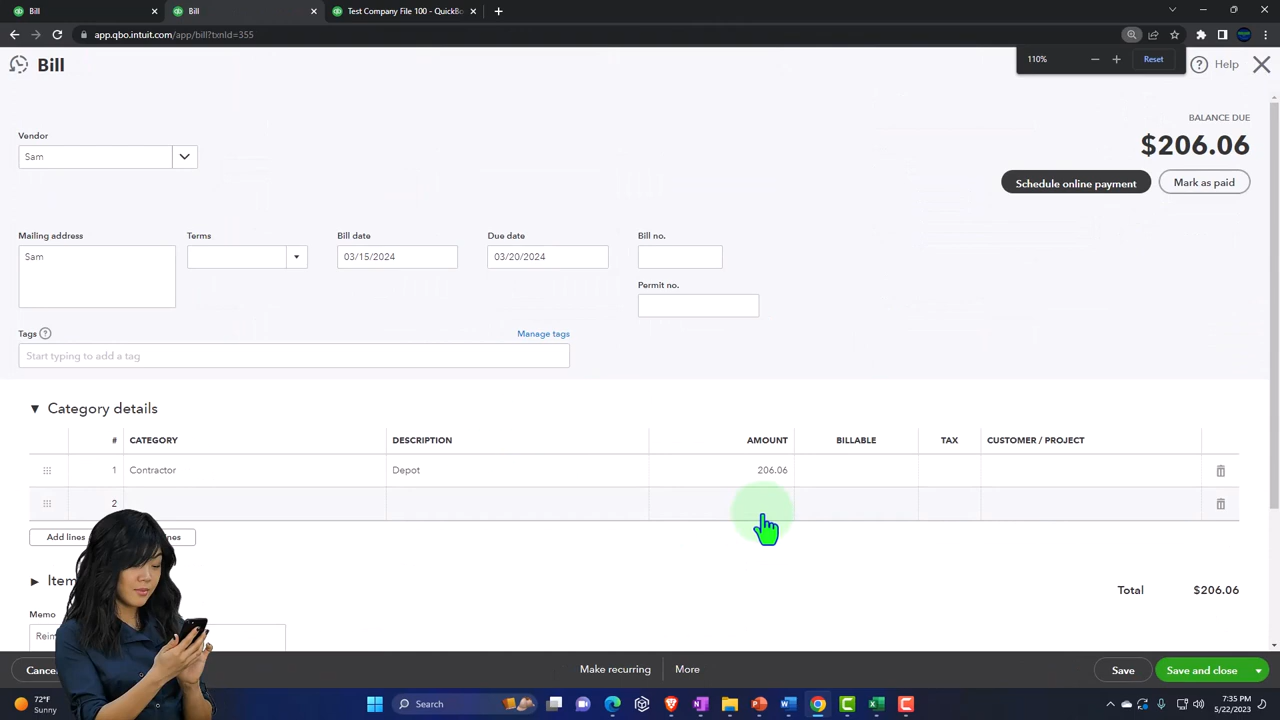 Bill
Bill
Test Company File 100 - QuickBo
app.qbo.intuit.com/app/bill?txnId=355
110%
Reset
Bill
Help
Vendor
Sam
BALANCE DUE
$206.06
Schedule online payment
Mark as paid
Mailing address
Terms
Bill date
Due date
Bill no.
Sam
03/15/2024
03/20/2024
Permit no.
Tags
Manage tags
Start typing to add a tag
Category details
# CATEGORY DESCRIPTION AMOUNT BILLABLE TAX CUSTOMER / PROJECT
1 Contractor Depot 206.06
2
Add lines
Total $206.06
Memo
Make recurring
More
Save
Save and close
72°F
Sunny
Search
7:35 PM
5/22/2023